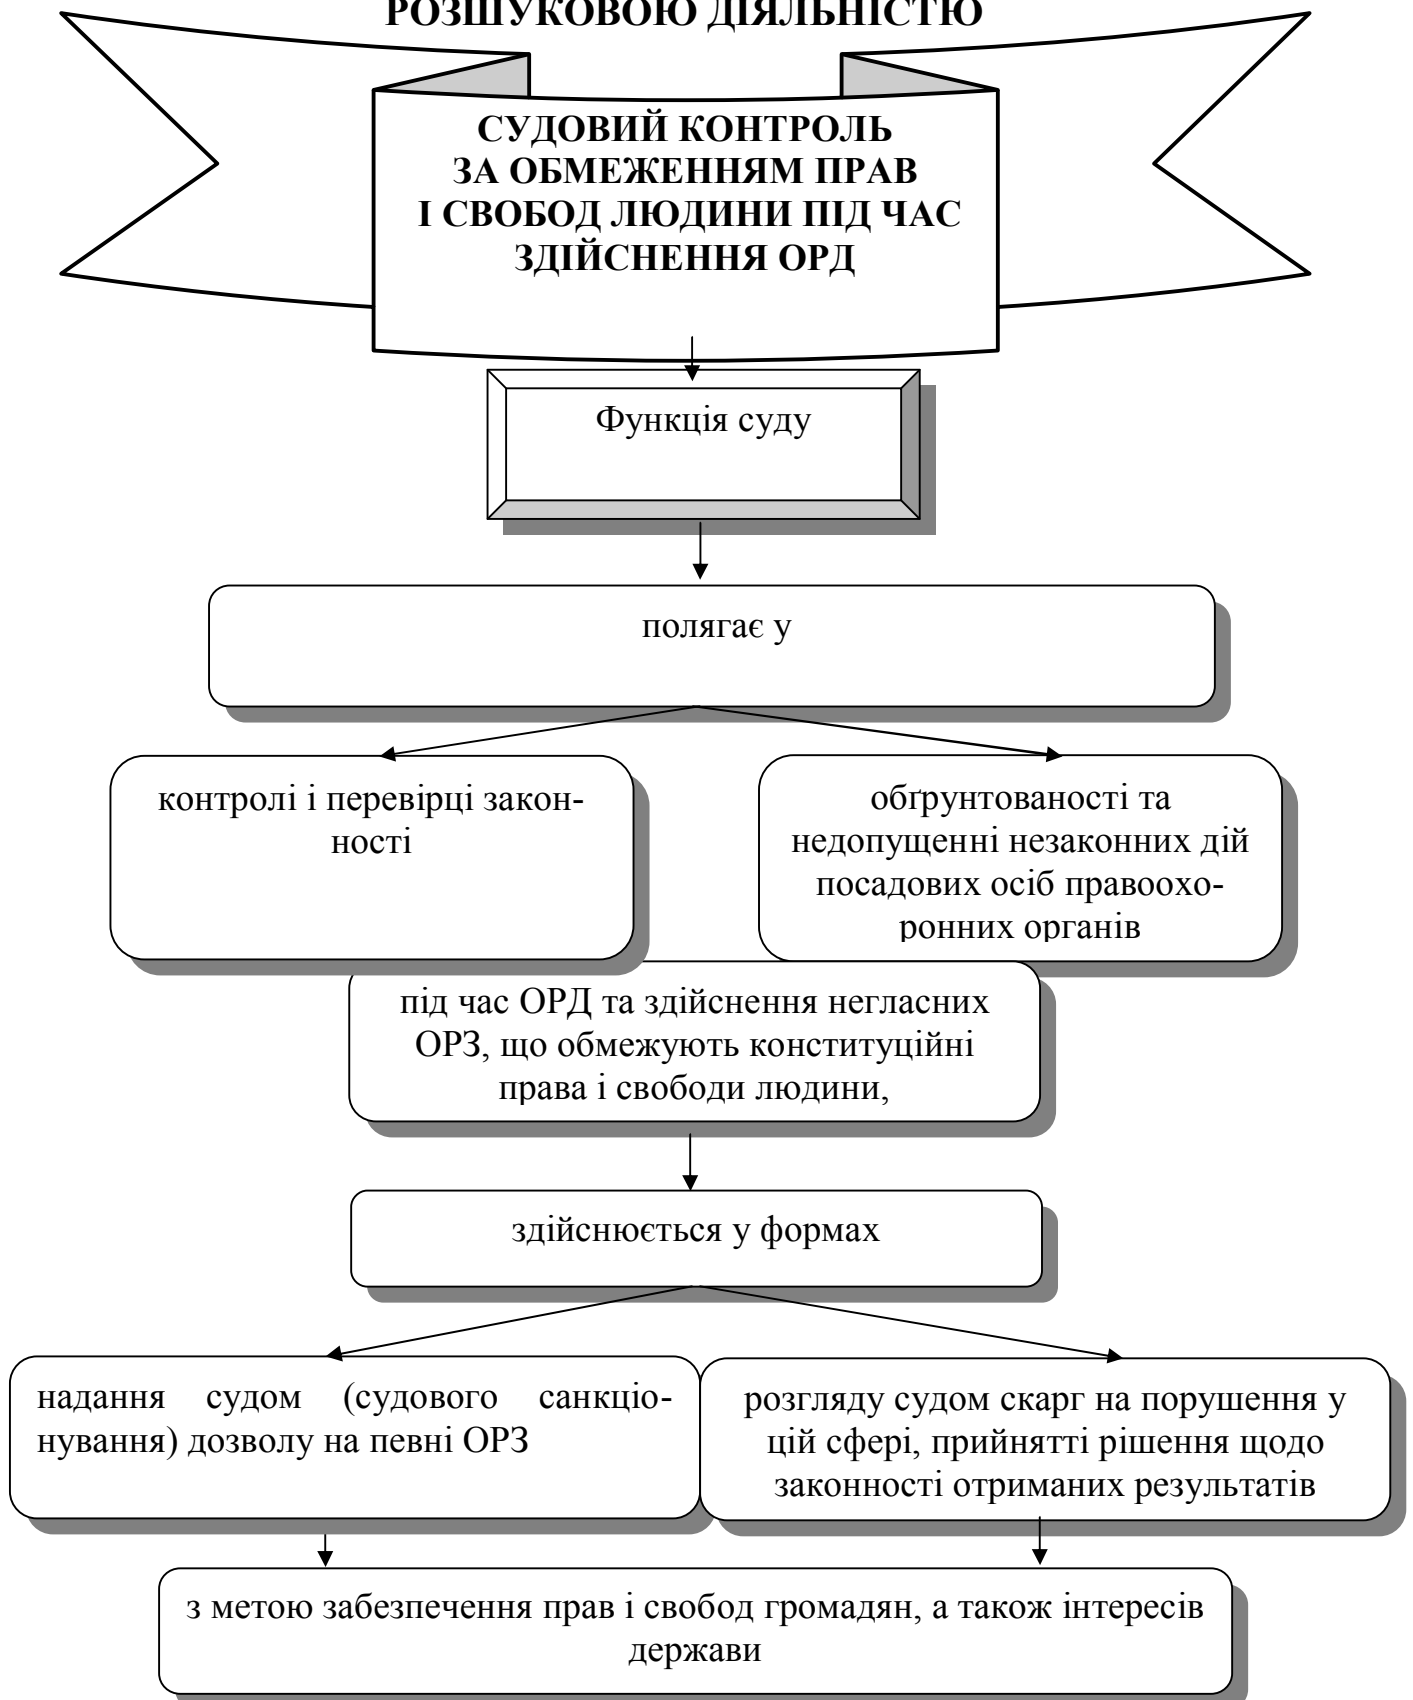 РОЗШУКОВОЮ ДІЯЛЬНІСТЮ
СУДОВИЙ КОНТРОЛЬ
ЗА ОБМЕЖЕННЯМ ПРАВ
І СВОБОД ЛЮДИНИ ПІД ЧАС
ЗДІЙСНЕННЯ ОРД
Функція суду
полягає у
контролі і перевірці закон-
ності
обґрунтованості та
недопущенні незаконних дій
посадових осіб правоохо-
ронних органів
під час ОРД та здійснення негласних
ОРЗ, що обмежують конституційні
права і свободи людини,
здійснюється у формах
надання судом (судового санкціо-
нування) дозволу на певні ОРЗ
розгляду судом скарг на порушення у
цій сфері, прийнятті рішення щодо
законності отриманих результатів
з метою забезпечення прав і свобод громадян, а також інтересів
держави